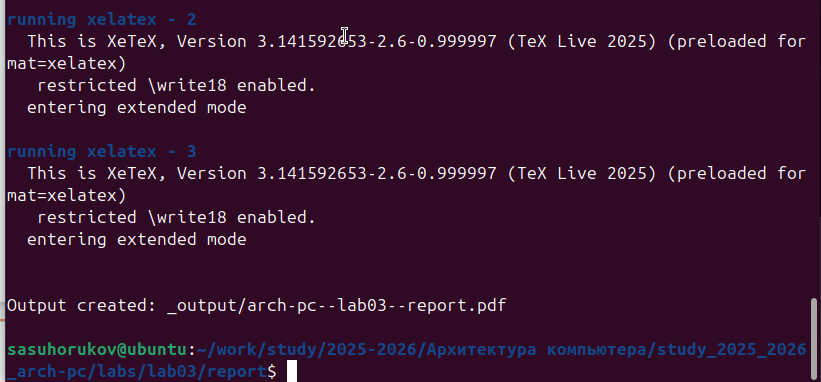 running xelatex - 2
  This is XeTeX, Version 3.141592653-2.6-0.999997 (TeX Live 2025) (preloaded for
mat=xelatex)
   restricted \write18 enabled.
  entering extended mode

running xelatex - 3
  This is XeTeX, Version 3.141592653-2.6-0.999997 (TeX Live 2025) (preloaded for
mat=xelatex)
   restricted \write18 enabled.
  entering extended mode

Output created: _output/arch-pc--lab03--report.pdf

sasuhorukov@ubuntu:~/work/study/2025-2026/Архитектура компьютера/study_2025_2026
_arch-pc/labs/lab03/report$